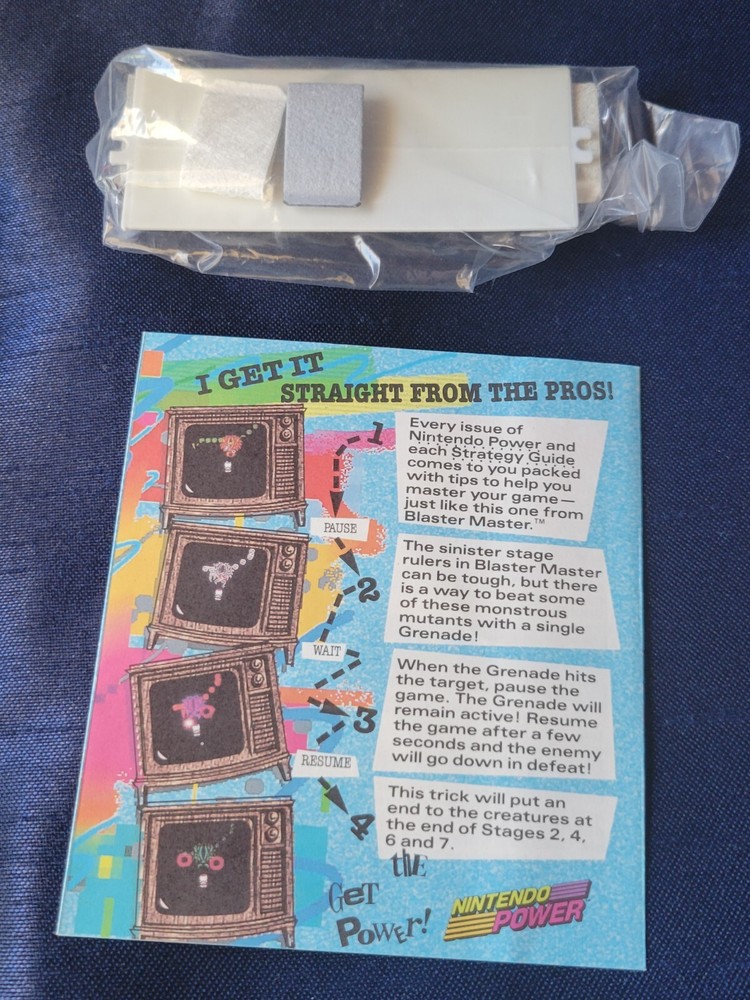 I GET IT
STRAIGHT FROM THE PROS!
1
Every issue of
Nintendo Power and
each Strategy Guide
comes to you packed
with tips to help you
master your game—
just like this one from
Blaster Master.™
PAUSE
2
The sinister stage
rulers in Blaster Master
can be tough, but there
is a way to beat some
of these monstrous
mutants with a single
Grenade!
WAIT
3
When the Grenade hits
the target, pause the
game. The Grenade will
remain active! Resume
the game after a few
seconds and the enemy
will go down in defeat!
RESUME
4
This trick will put an
end to the creatures at
the end of Stages 2, 4,
6 and 7.
GeT the
PoWeR!
NINTENDO
POWER